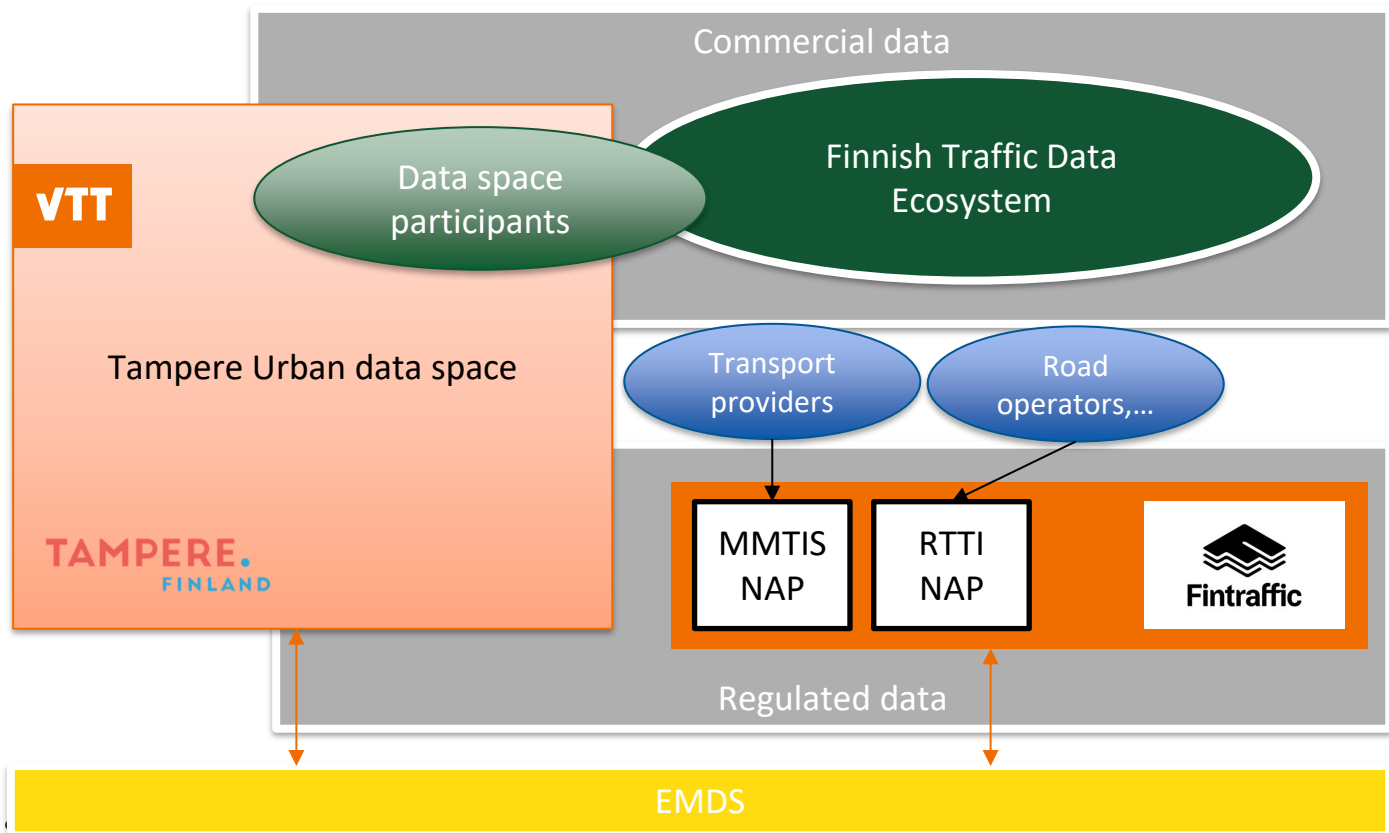 Commercial data
Finnish Traffic Data
Ecosystem
Data space
participants
VTT
Tampere Urban data space
Transport
providers
Road
operators,...
MMTIS
NAP
RTTI
NAP
Fintraffic
TAMPERE.
FINLAND
Regulated data
EMDS